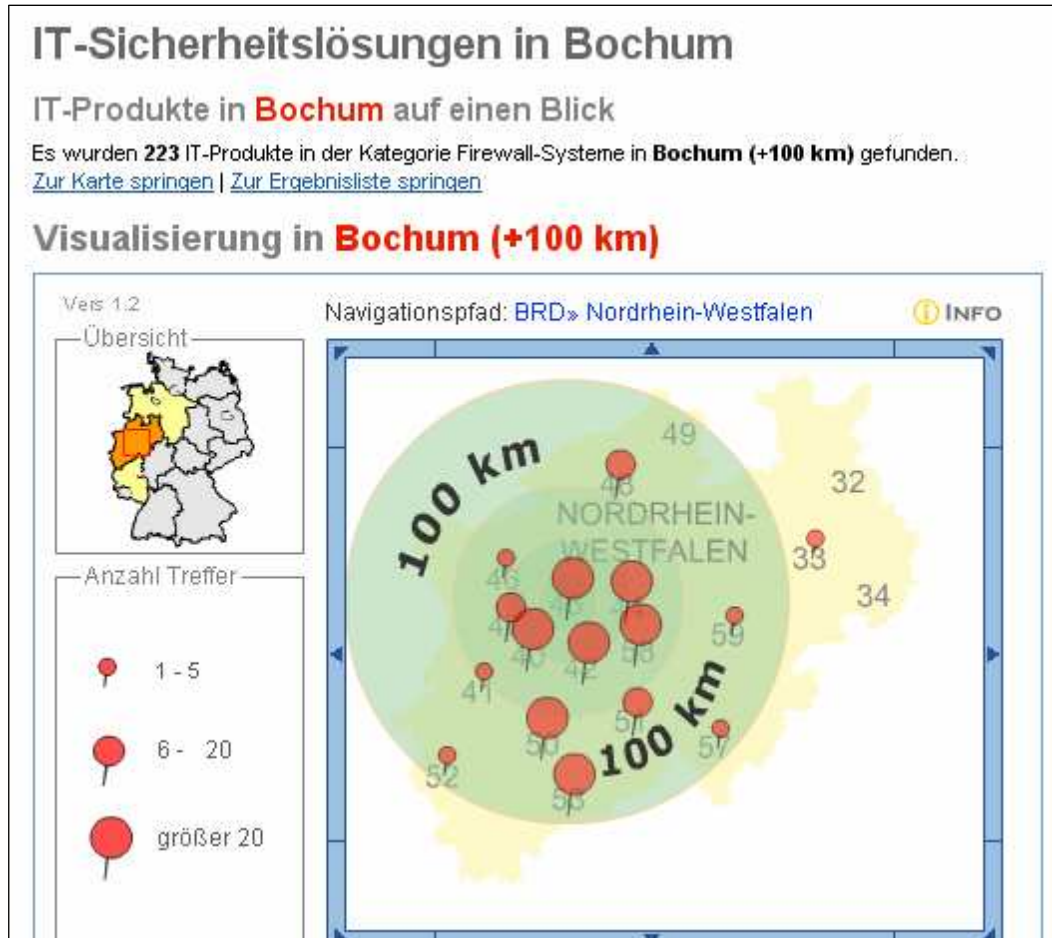 IT-Sicherheitslösungen in Bochum
IT-Produkte in Bochum auf einen Blick
Es wurden 223 IT-Produkte in der Kategorie Firewall-Systeme in Bochum (+100 km) gefunden.
Zur Karte springen | Zur Ergebnisliste springen
Visualisierung in Bochum (+100 km)
Vers 1.2
Navigationspfad: BRD» Nordrhein-Westfalen
INFO
Übersicht
Anzahl Treffer
1 - 5
6 - 20
größer 20
49
100 km
48
32
NORDRHEIN-
WESTFALEN
33
46
34
59
40
42
41
100 km
50
57
52